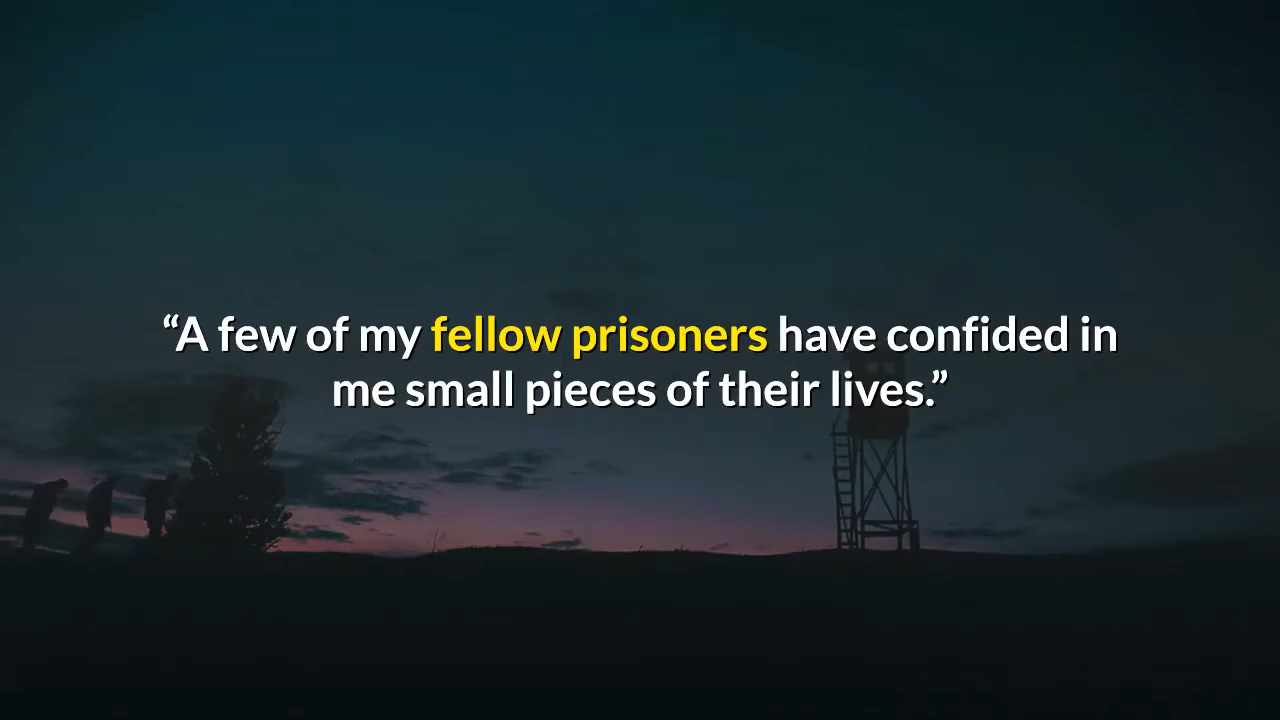 “A few of my fellow prisoners have confided in
me small pieces of their lives.”